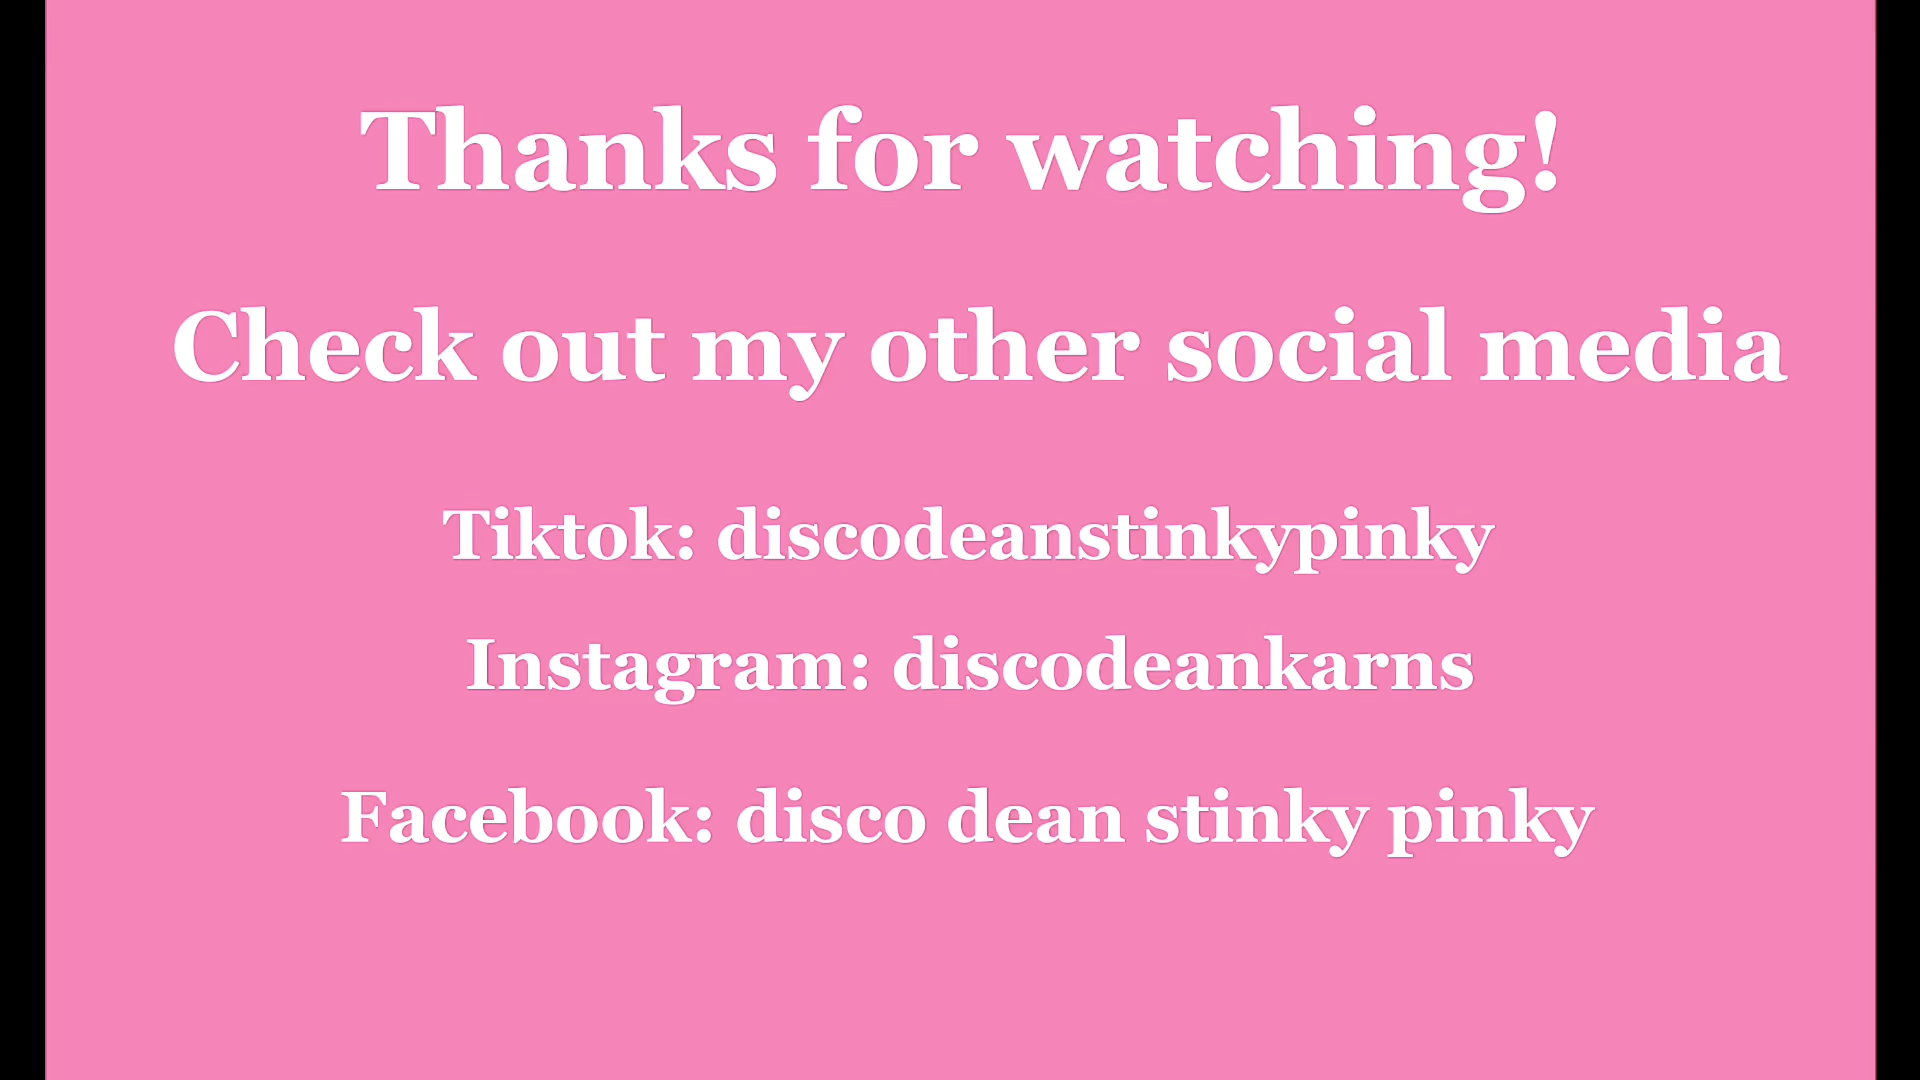 Thanks for watching!
Check out my other social media
Tiktok: discodeanstinkypinky
Instagram: discodeankarns
Facebook: disco dean stinky pinky